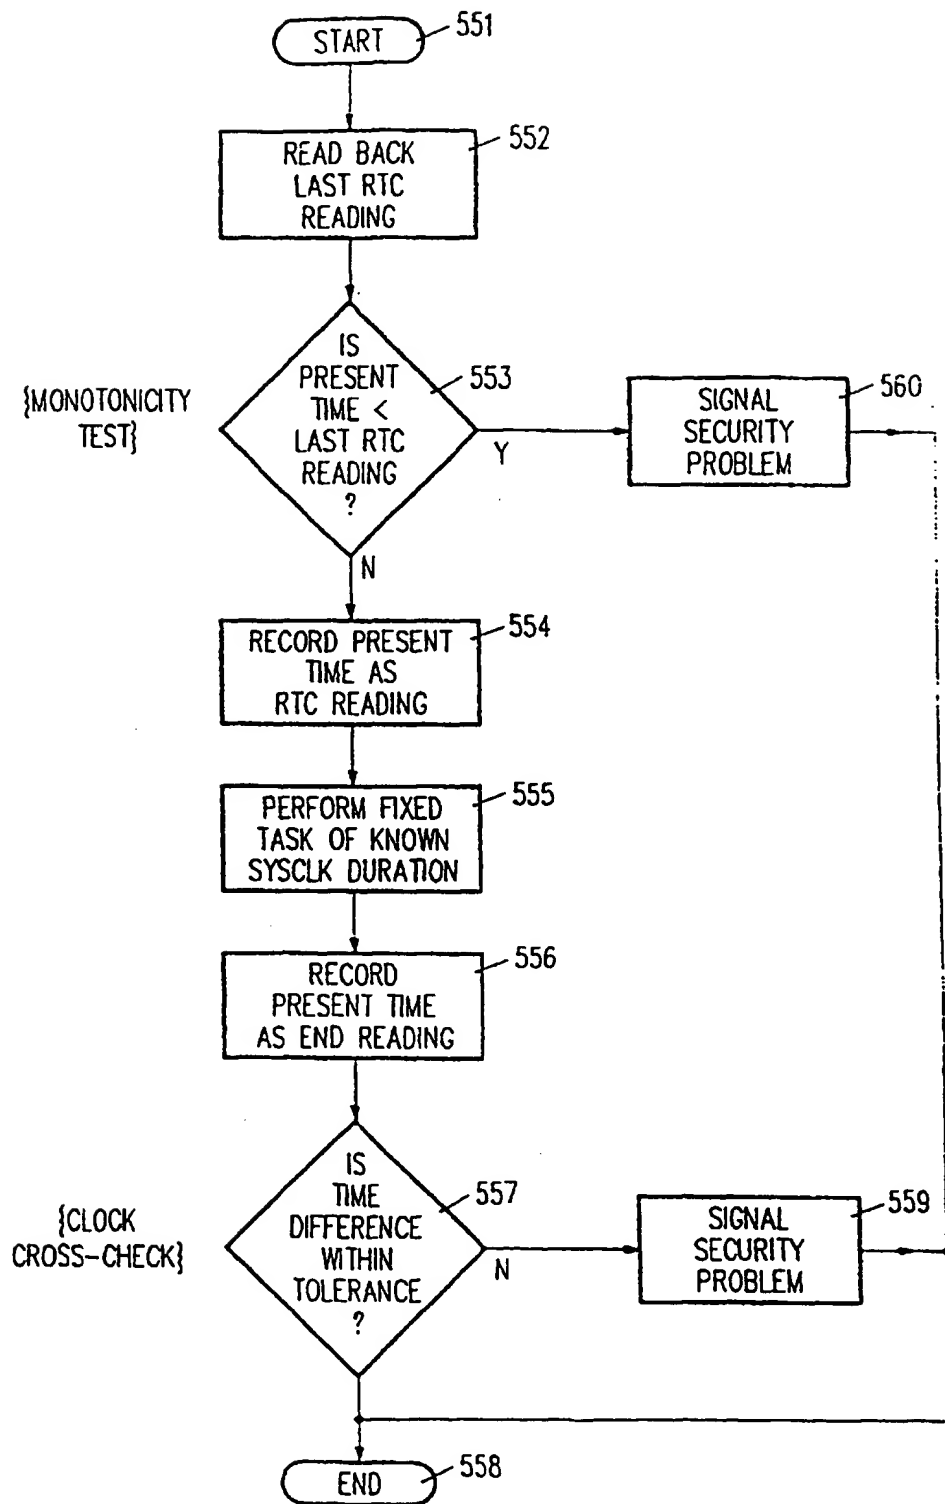 START
551
READ BACK
LAST RTC
READING
552
{MONOTONICITY
TEST}
IS
PRESENT
TIME <
LAST RTC
READING
?
553
Y
N
SIGNAL
SECURITY
PROBLEM
560
RECORD PRESENT
TIME AS
RTC READING
554
PERFORM FIXED
TASK OF KNOWN
SYSCLK DURATION
555
RECORD
PRESENT TIME
AS END READING
556
{CLOCK
CROSS-CHECK}
IS
TIME
DIFFERENCE
WITHIN
TOLERANCE
?
557
N
SIGNAL
SECURITY
PROBLEM
559
END
558